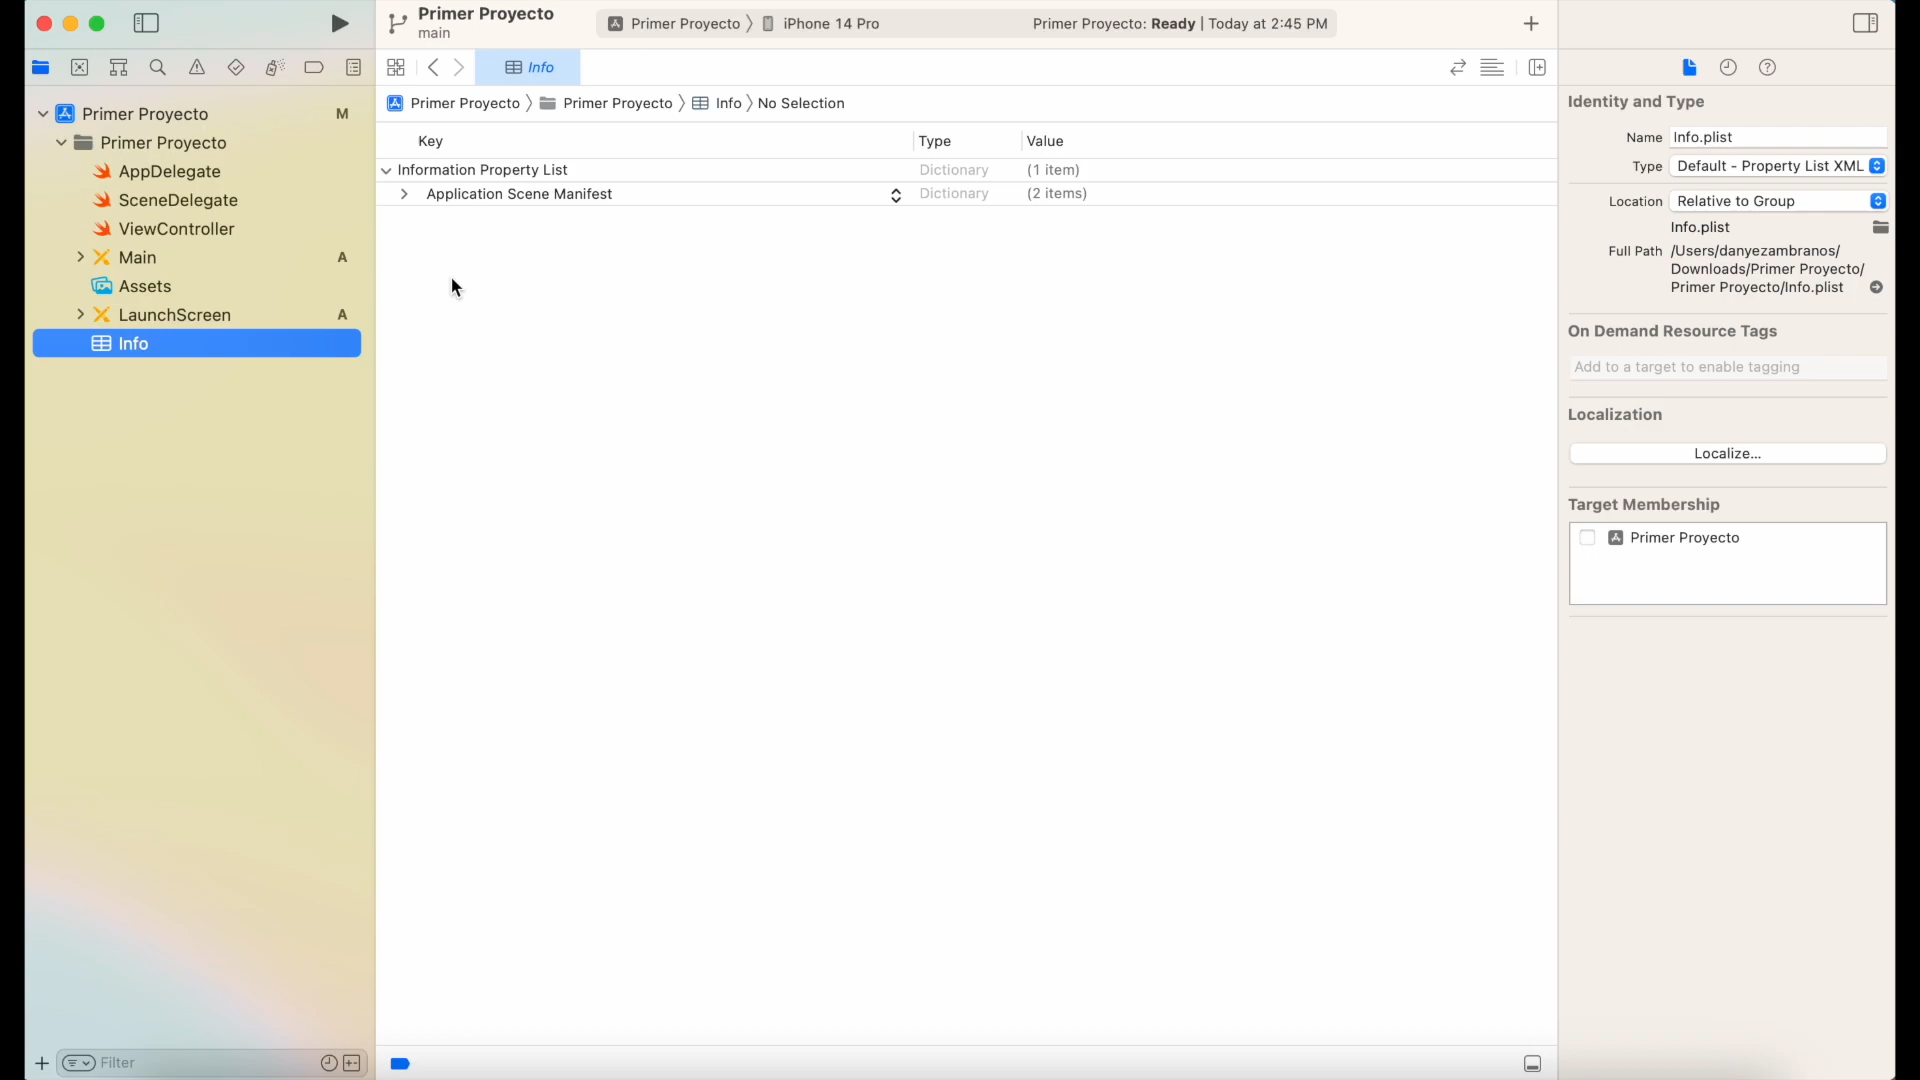 Primer Proyecto
main
Primer Proyecto
iPhone 14 Pro
Primer Proyecto: Ready | Today at 2:45 PM
Info
Primer Proyecto
M
Primer Proyecto
AppDelegate
SceneDelegate
ViewController
Main
A
Assets
LaunchScreen
A
Info
Filter
Primer Proyecto
Primer Proyecto
Info
No Selection
Key
Type
Value
Information Property List
Dictionary
(1 item)
Application Scene Manifest
Dictionary
(2 items)
Identity and Type
Name
Info.plist
Type
Default - Property List XML
Location
Relative to Group
Info.plist
Full Path
/Users/danyezambranos/
Downloads/Primer Proyecto/
Primer Proyecto/Info.plist
On Demand Resource Tags
Add to a target to enable tagging
Localization
Localize...
Target Membership
Primer Proyecto